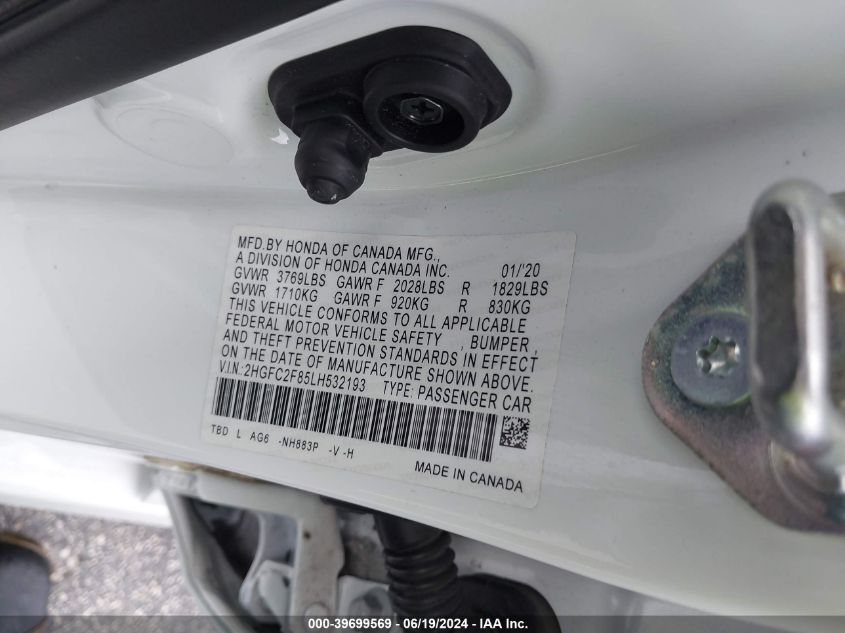 MFD.BY HONDA OF CANADA MFG.,
A DIVISION OF HONDA CANADA INC. 01/'20
GVWR 3769LBS GAWR F 2028LBS R 1829LBS
GVWR 1710KG GAWR F 920KG R 830KG
THIS VEHICLE CONFORMS TO ALL APPLICABLE
FEDERAL MOTOR VEHICLE SAFETY , BUMPER ,
AND THEFT PREVENTION STANDARDS IN EFFECT
ON THE DATE OF MANUFACTURE SHOWN ABOVE.
V.I.N.:2HGFC2F85LH532193 TYPE: PASSENGER CAR
TBD L AG6 -NH883P -V -H
MADE IN CANADA
000-39699569 - 06/19/2024 - IAA Inc.